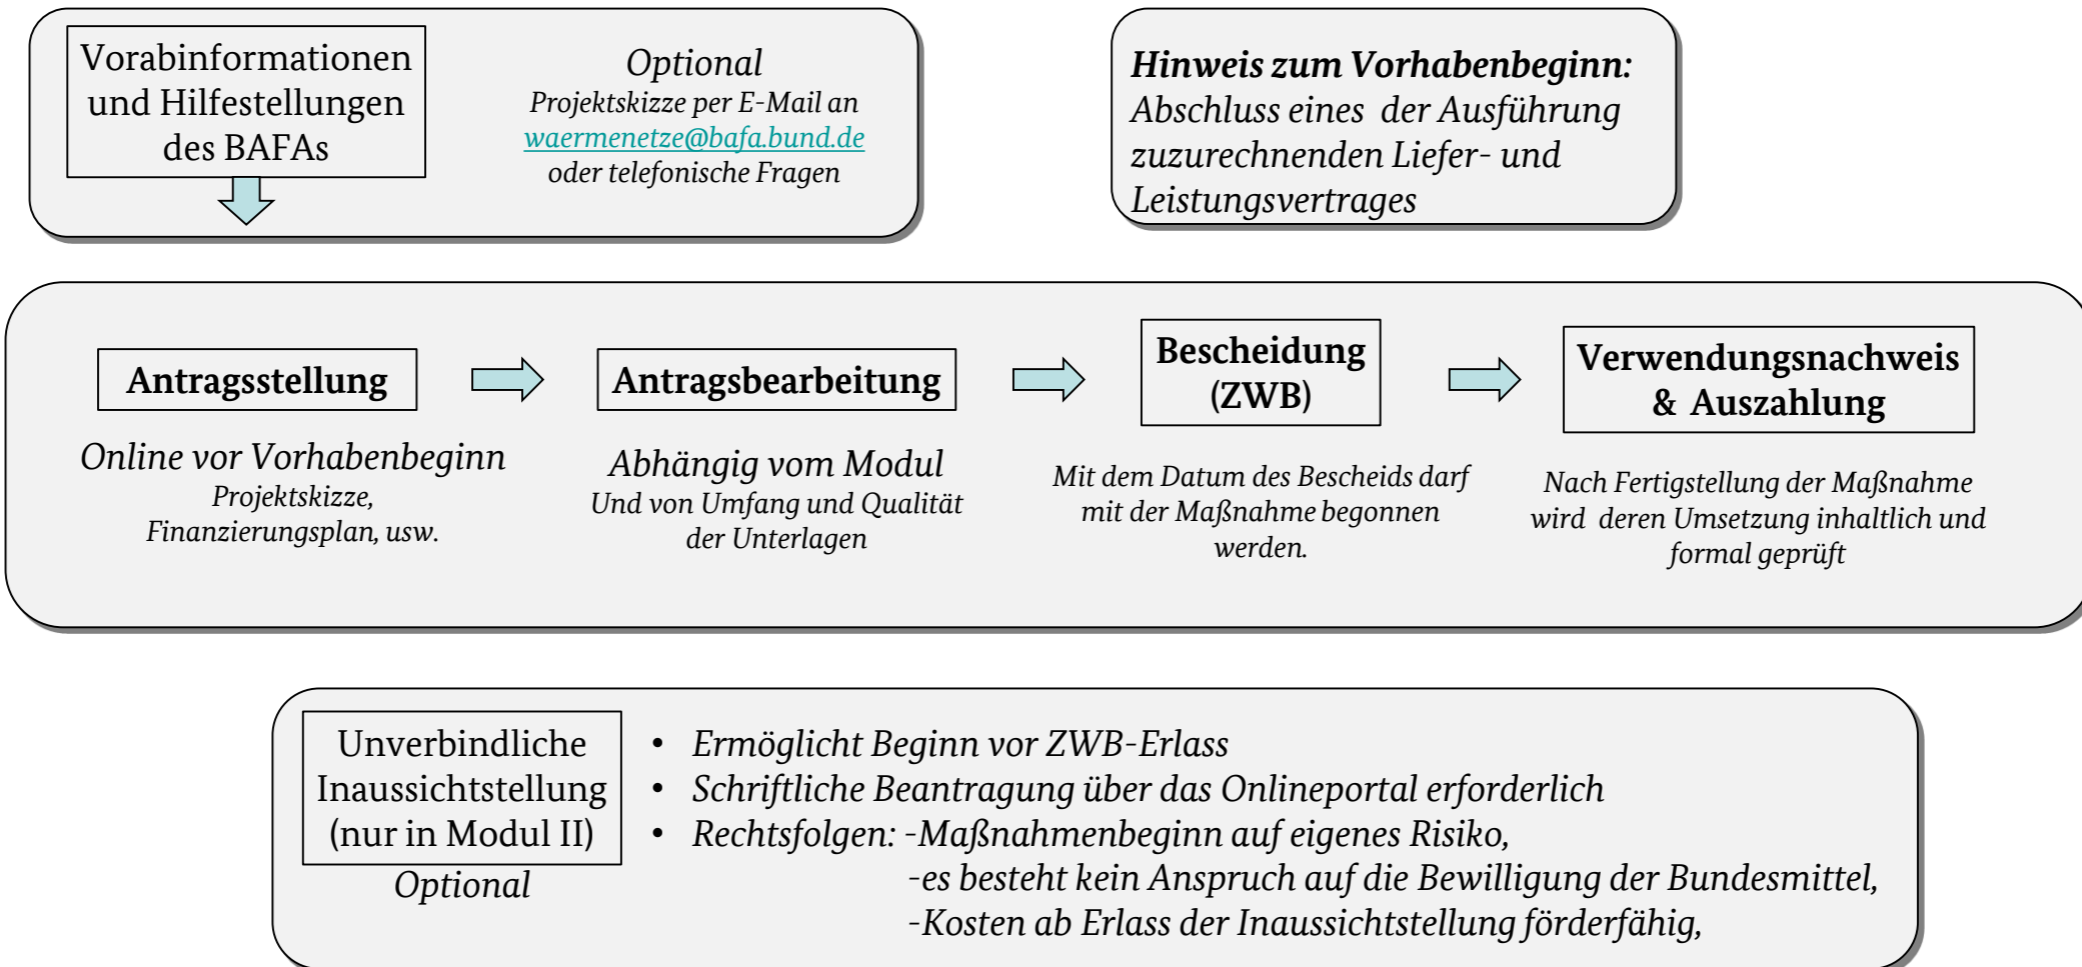 Vorabinformationen
und Hilfestellungen
des BAFAs
Optional
Projektskizze per E-Mail an
waermenetze@bafa.bund.de
oder telefonische Fragen
Hinweis zum Vorhabenbeginn:
Abschluss eines der Ausführung
zuzurechnenden Liefer- und
Leistungsvertrages
Antragsstellung
Online vor Vorhabenbeginn
Projektskizze,
Finanzierungsplan, usw.
Antragsbearbeitung
Abhängig vom Modul
Und von Umfang und Qualität
der Unterlagen
Bescheidung
(ZWB)
Mit dem Datum des Bescheids darf
mit der Maßnahme begonnen
werden.
Verwendungsnachweis
& Auszahlung
Nach Fertigstellung der Maßnahme
wird deren Umsetzung inhaltlich und
formal geprüft
Unverbindliche
Inaussichtstellung
(nur in Modul II)
Optional
• Ermöglicht Beginn vor ZWB-Erlass
• Schriftliche Beantragung über das Onlineportal erforderlich
• Rechtsfolgen: -Maßnahmenbeginn auf eigenes Risiko,
-es besteht kein Anspruch auf die Bewilligung der Bundesmittel,
-Kosten ab Erlass der Inaussichtstellung förderfähig,